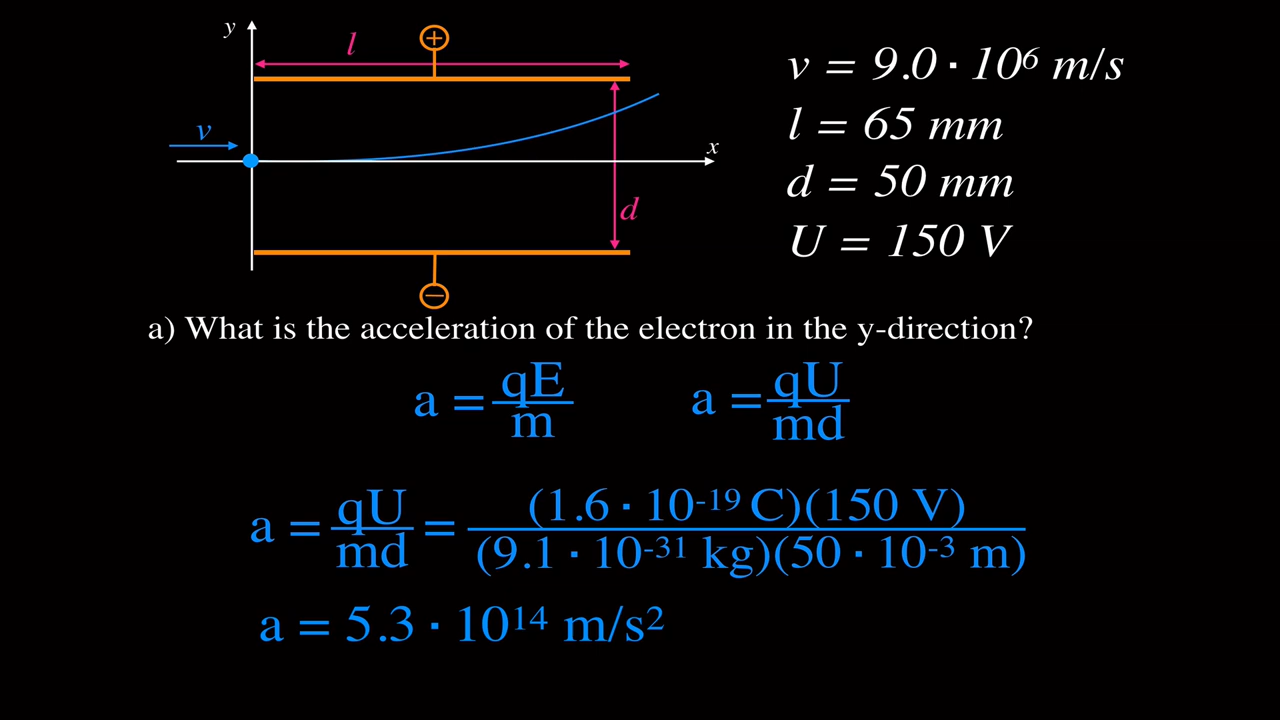 y
l
+
v = 9.0 · 10⁶ m/s
l = 65 mm
v
x
d = 50 mm
d
U = 150 V
−
a) What is the acceleration of the electron in the y-direction?
a = qE/m a = qU/md
a = qU/md = (1.6 · 10⁻¹⁹ C)(150 V)/(9.1 · 10⁻³¹ kg)(50 · 10⁻³ m)
a = 5.3 · 10¹⁴ m/s²